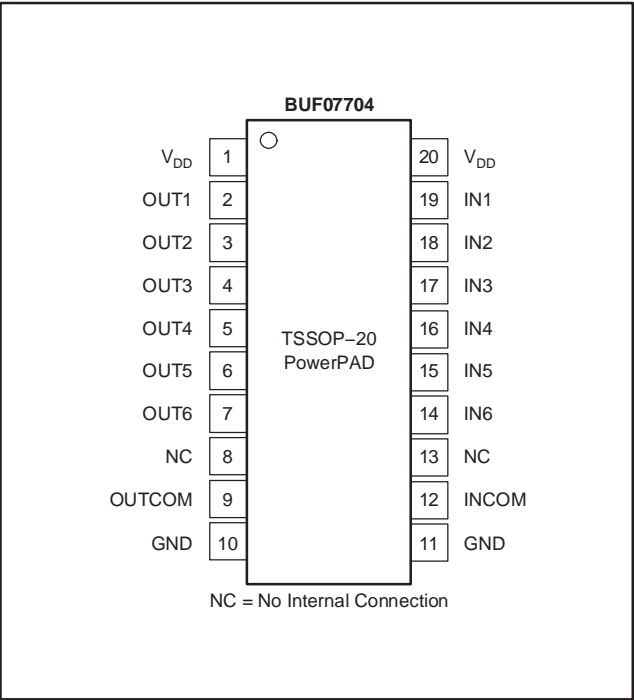 BUF07704
V_DD 1 20 V_DD
OUT1 2 19 IN1
OUT2 3 18 IN2
OUT3 4 17 IN3
OUT4 5 16 IN4
TSSOP−20
PowerPAD
OUT5 6 15 IN5
OUT6 7 14 IN6
NC 8 13 NC
OUTCOM 9 12 INCOM
GND 10 11 GND
NC = No Internal Connection